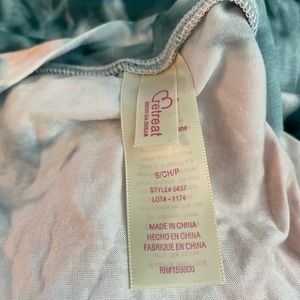 retreat
S/CH/P
STYLE# 5437
LOT# - 1174
MADE IN CHINA
HECHO EN CHINA
FABRIQUE EN CHINA
RN#159800